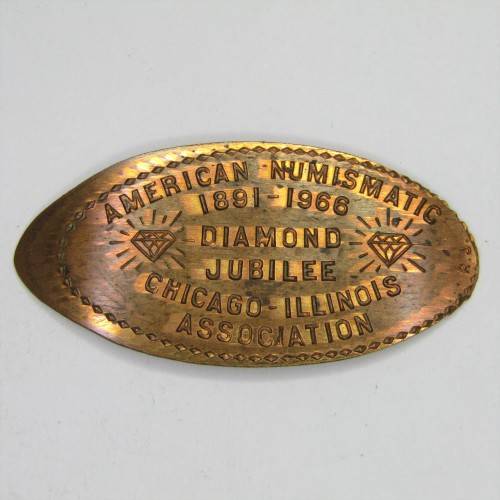 AMERICAN NUMISMATIC
1891-1966
DIAMOND
JUBILEE
CHICAGO-ILLINOIS
ASSOCIATION